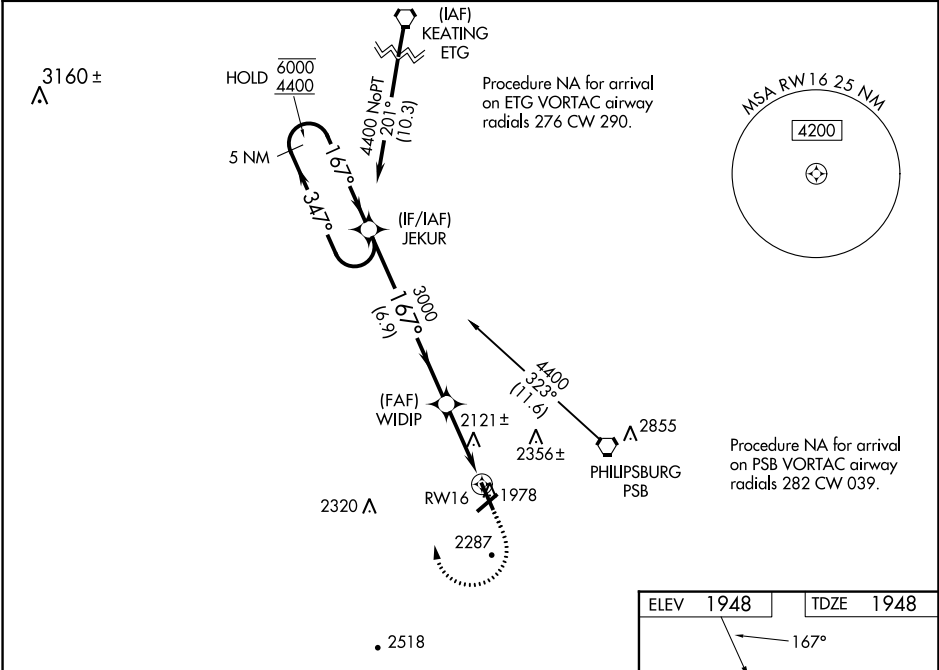 3160 ±
HOLD 6000
4400
(IAF)
KEATING
ETG
4400 NoPT
201°
(10.3)
Procedure NA for arrival
on ETG VORTAC airway
radials 276 CW 290.
MSA RW16 25 NM
4200
5 NM
167°
347°
(IF/IAF)
JEKUR
3000
167°
(6.9)
4400
323°
(11.6)
(FAF)
WIDIP
2121 ±
2356 ±
2855
PHILIPSBURG
PSB
Procedure NA for arrival
on PSB VORTAC airway
radials 282 CW 039.
RW16
1978
2320
2287
2518
ELEV 1948
TDZE 1948
167°